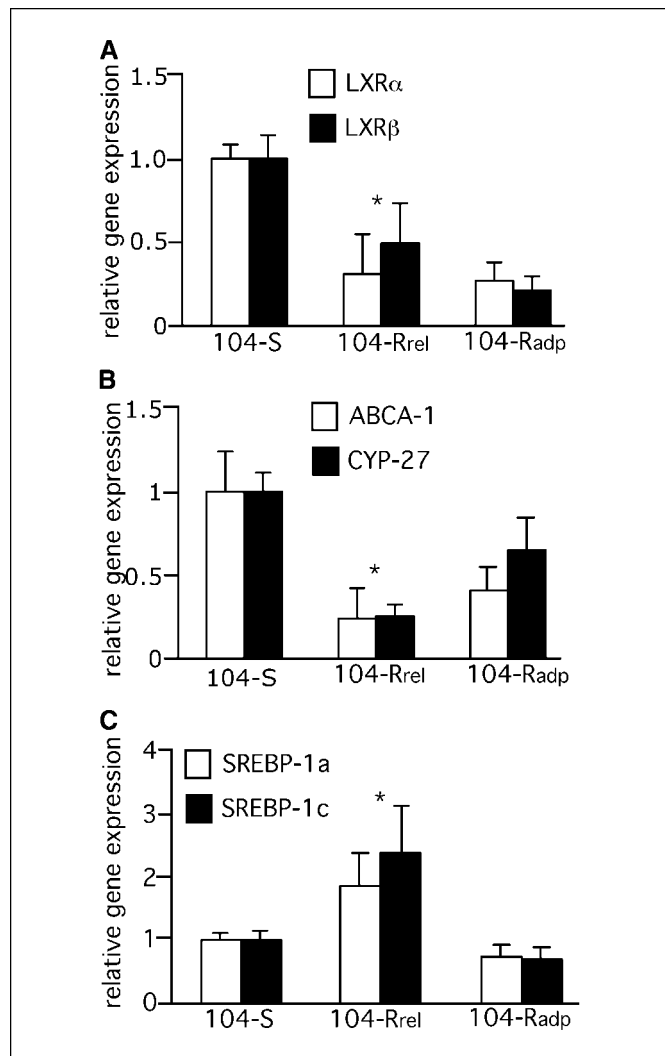 A
relative gene expression
1.5
1.0
0.5
0
LXRα
LXRβ
*
104-S
104-Rrel
104-Radp
B
relative gene expression
1.5
1
0.5
0
ABCA-1
CYP-27
*
104-S
104-Rrel
104-Radp
C
relative gene expression
4
3
2
1
0
SREBP-1a
SREBP-1c
*
104-S
104-Rrel
104-Radp